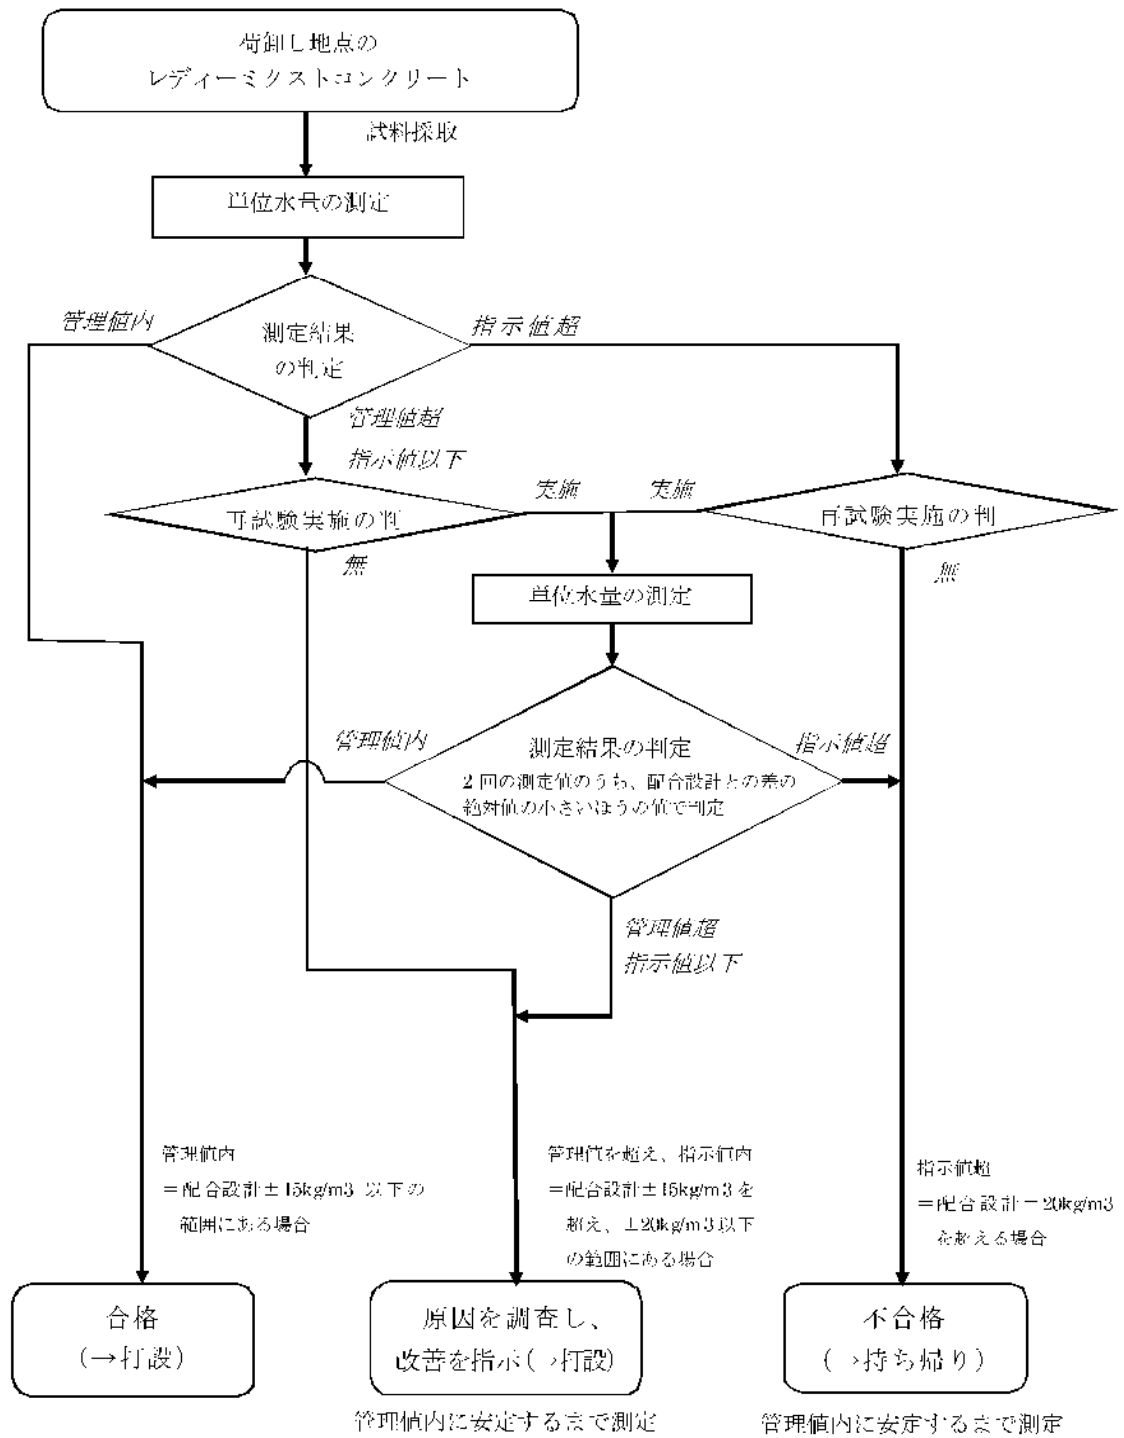 荷卸し地点の
レディーミクストコンクリート
試料採取
単位水量の測定
管理値内
測定結果
の判定
指示値超
管理値超
指示値以下
再試験実施の判
実施
実施
再試験実施の判
無
無
単位水量の測定
管理値内
測定結果の判定
2回の測定値のうち、配合設計との差の
絶対値の小さいほうの値で判定
指示値超
管理値超
指示値以下
管理値内
＝配合設計±15kg/m3 以下の
範囲にある場合
管理値を超え、指示値内
＝配合設計±15kg/m3を
超え、±20kg/m3以下
の範囲にある場合
指示値超
＝配合設計±20kg/m3
を超える場合
合格
(→打設)
原因を調査し、
改善を指示(→打設)
不合格
(→持ち帰り)
管理値内に安定するまで測定
管理値内に安定するまで測定